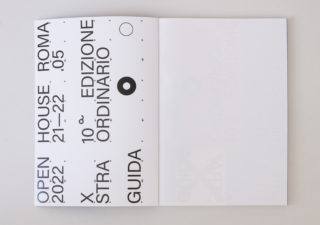 OPEN HOUSE ROMA
2022 21—22 .05
X 10ª EDIZIONE
STRA ORDINARIO
GUIDA